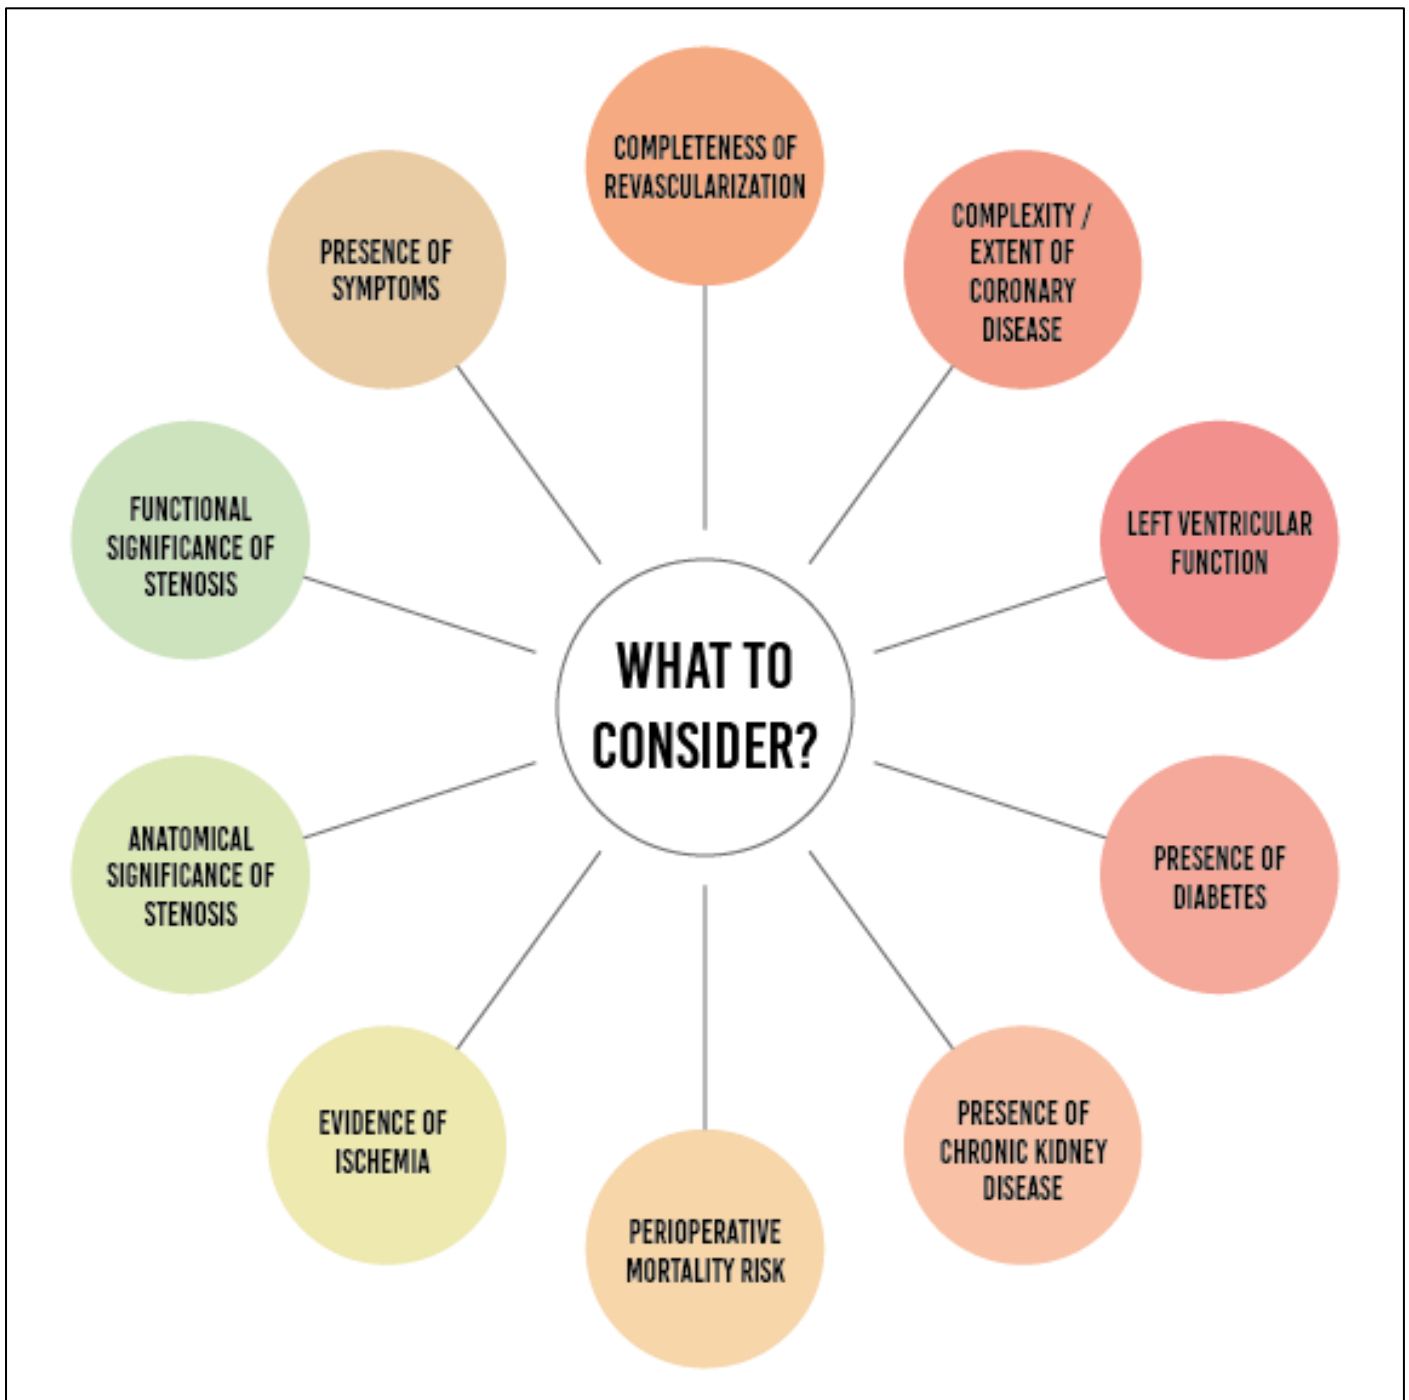 COMPLETENESS OF
REVASCULARIZATION
COMPLEXITY /
EXTENT OF
CORONARY
DISEASE
LEFT VENTRICULAR
FUNCTION
PRESENCE OF
DIABETES
PRESENCE OF
CHRONIC KIDNEY
DISEASE
PERIOPERATIVE
MORTALITY RISK
EVIDENCE OF
ISCHEMIA
ANATOMICAL
SIGNIFICANCE OF
STENOSIS
FUNCTIONAL
SIGNIFICANCE OF
STENOSIS
PRESENCE OF
SYMPTOMS
WHAT TO
CONSIDER?